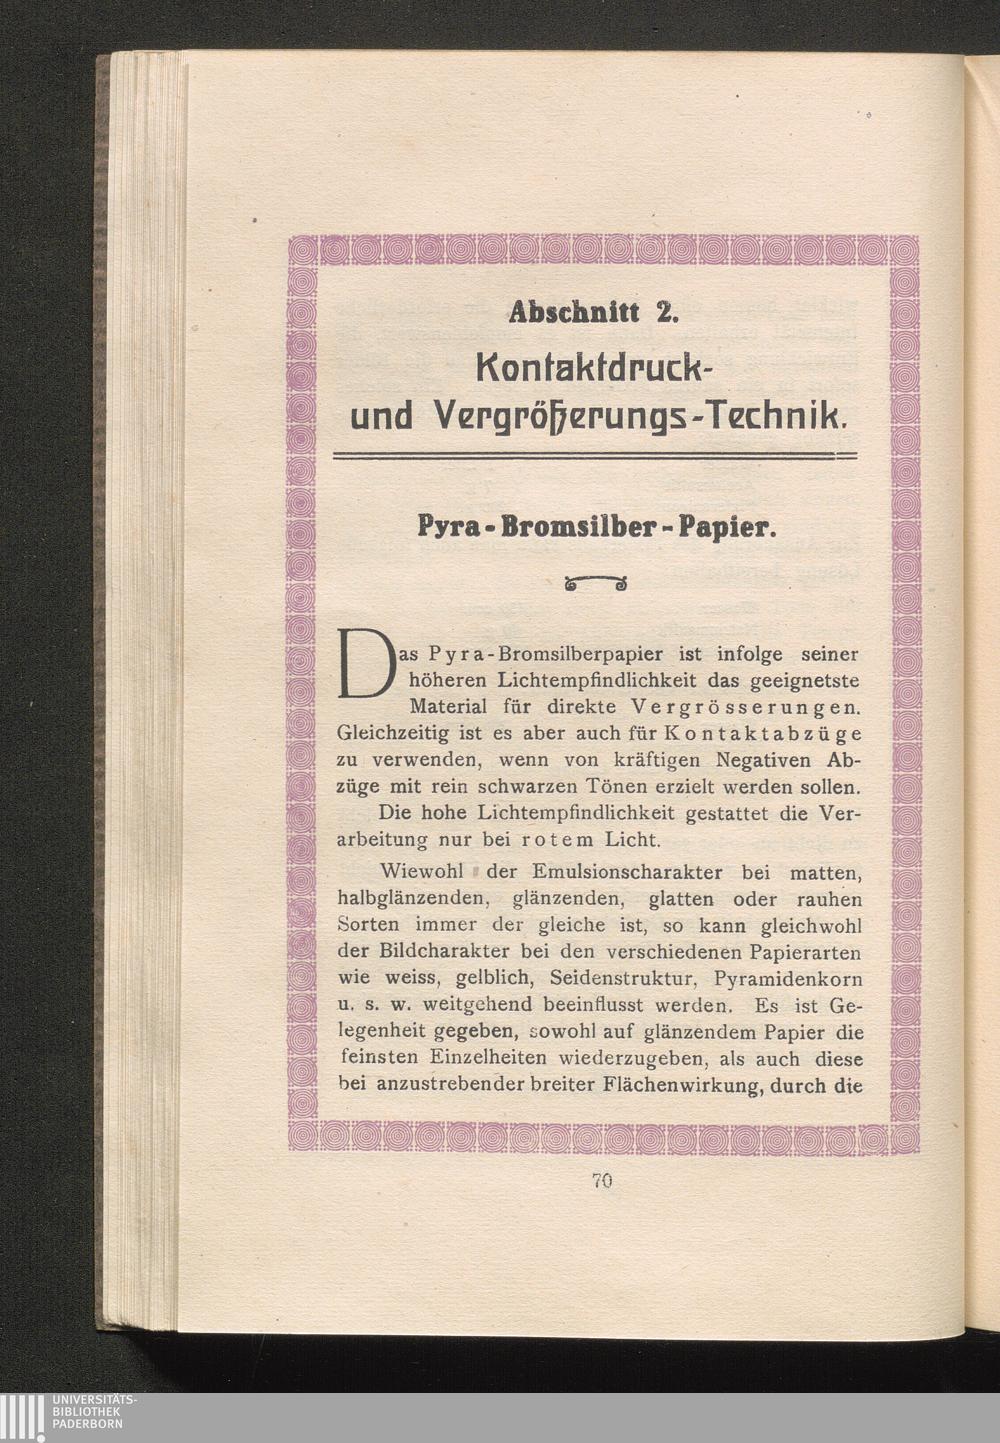 Abschnitt 2.
Kontaktdruck-
und Vergrößerungs-Technik.
Pyra-Bromsilber-Papier.
Das Pyra-Bromsilberpapier ist infolge seiner
höheren Lichtempfindlichkeit das geeignetste
Material für direkte Vergrösserungen.
Gleichzeitig ist es aber auch für Kontaktabzüge
zu verwenden, wenn von kräftigen Negativen Ab-
züge mit rein schwarzen Tönen erzielt werden sollen.
Die hohe Lichtempfindlichkeit gestattet die Ver-
arbeitung nur bei rotem Licht.
Wiewohl der Emulsionscharakter bei matten,
halbglänzenden, glänzenden, glatten oder rauhen
Sorten immer der gleiche ist, so kann gleichwohl
der Bildcharakter bei den verschiedenen Papierarten
wie weiss, gelblich, Seidenstruktur, Pyramidenkorn
u. s. w. weitgehend beeinflusst werden. Es ist Ge-
legenheit gegeben, sowohl auf glänzendem Papier die
feinsten Einzelheiten wiederzugeben, als auch diese
bei anzustrebender breiter Flächenwirkung, durch die
70
UNIVERSITÄTS-
BIBLIOTHEK
PADERBORN